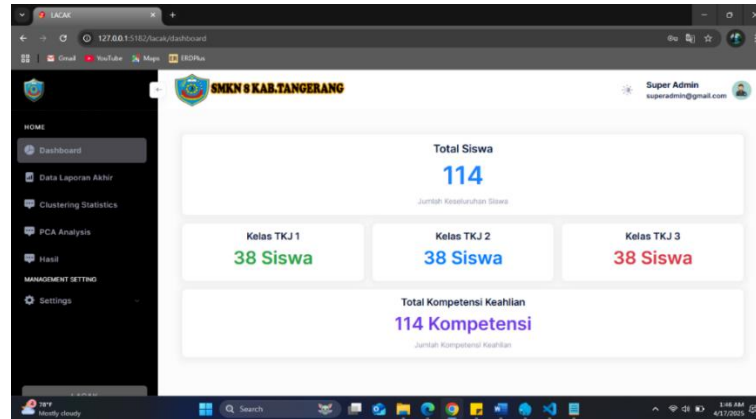 LACAK
127.0.0.1:5182/lacak/dashboard
Gmail
YouTube
Maps
ERDPlus
SMKN 8 KAB.TANGERANG
Super Admin
superadmin@gmail.com
HOME
Dashboard
Data Laporan Akhir
Clustering Statistics
PCA Analysis
Hasil
MANAGEMENT SETTING
Settings
Total Siswa
114
Jumlah Keseluruhan Siswa
Kelas TKJ 1
38 Siswa
Kelas TKJ 2
38 Siswa
Kelas TKJ 3
38 Siswa
Total Kompetensi Keahlian
114 Kompetensi
Jumlah Kompetensi Keahlian
78°F
Mostly cloudy
Search
1:46 AM
4/17/2025